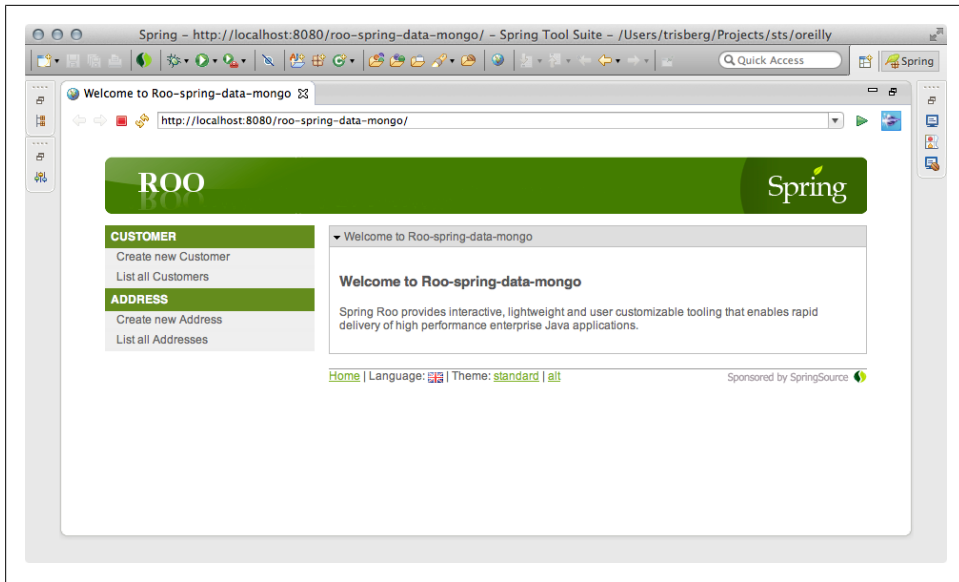 Spring – http://localhost:8080/roo-spring-data-mongo/ – Spring Tool Suite – /Users/trisberg/Projects/sts/oreilly
Quick Access
Spring
Welcome to Roo-spring-data-mongo
http://localhost:8080/roo-spring-data-mongo/
ROO
Spring
CUSTOMER
Create new Customer
List all Customers
ADDRESS
Create new Address
List all Addresses
Welcome to Roo-spring-data-mongo
Welcome to Roo-spring-data-mongo
Spring Roo provides interactive, lightweight and user customizable tooling that enables rapid
delivery of high performance enterprise Java applications.
Home | Language: | Theme: standard | alt
Sponsored by SpringSource